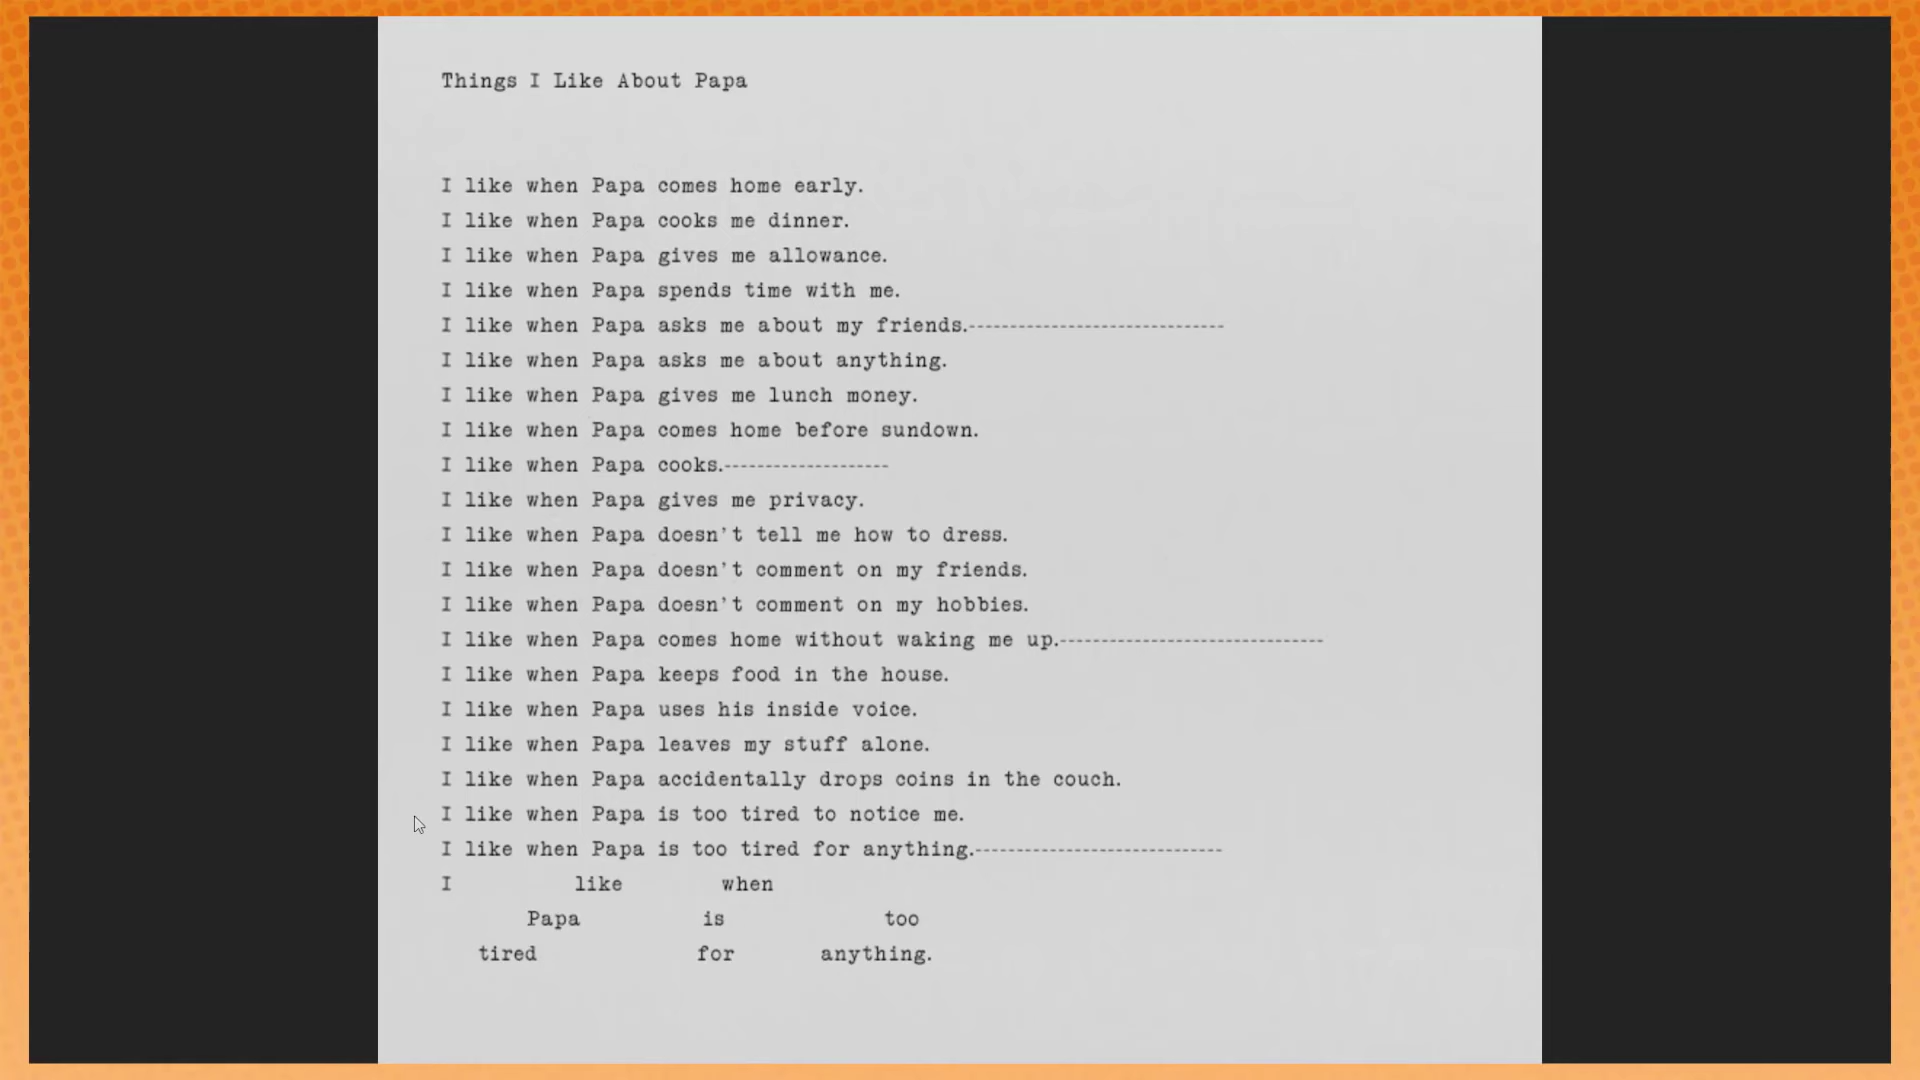 Things I Like About Papa
I like when Papa comes home early.
I like when Papa cooks me dinner.
I like when Papa gives me allowance.
I like when Papa spends time with me.
I like when Papa asks me about my friends.-------------------------------
I like when Papa asks me about anything.
I like when Papa gives me lunch money.
I like when Papa comes home before sundown.
I like when Papa cooks.--------------------
I like when Papa gives me privacy.
I like when Papa doesn't tell me how to dress.
I like when Papa doesn't comment on my friends.
I like when Papa doesn't comment on my hobbies.
I like when Papa comes home without waking me up.--------------------------------
I like when Papa keeps food in the house.
I like when Papa uses his inside voice.
I like when Papa leaves my stuff alone.
I like when Papa accidentally drops coins in the couch.
I like when Papa is too tired to notice me.
I like when Papa is too tired for anything.------------------------------
I like when
Papa is too
tired for anything.